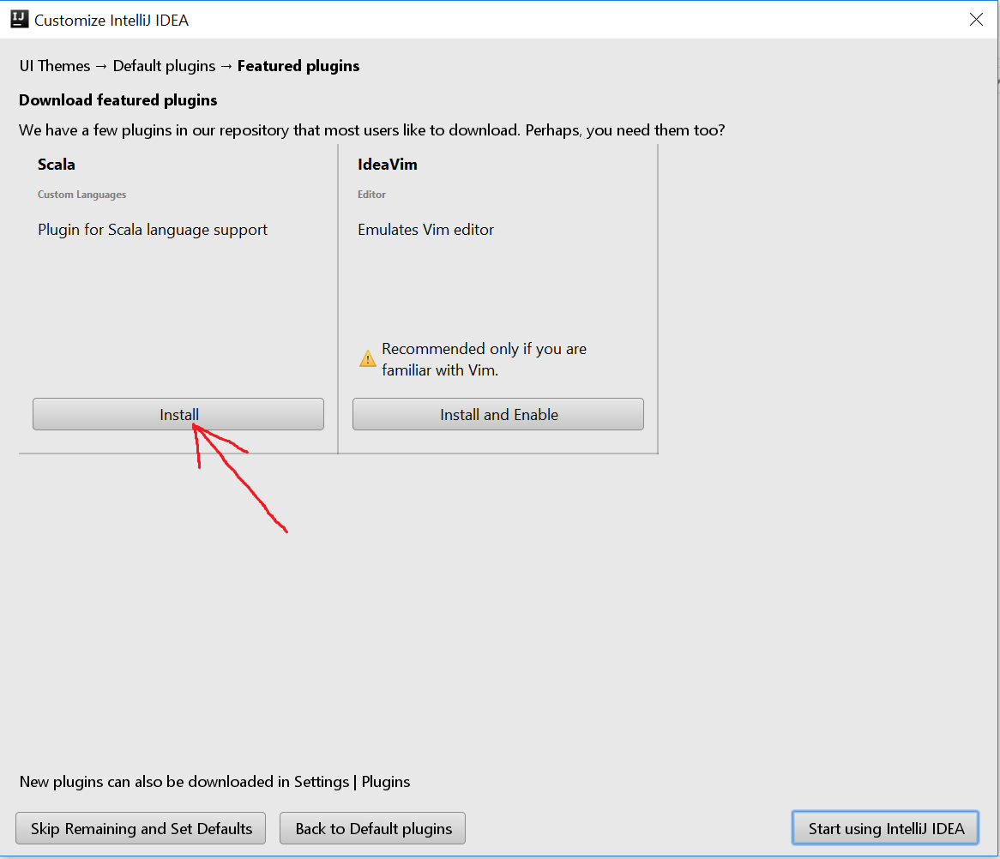 IJ Customize IntelliJ IDEA
UI Themes → Default plugins → Featured plugins
Download featured plugins
We have a few plugins in our repository that most users like to download. Perhaps, you need them too?
Scala
Custom Languages
Plugin for Scala language support
Install
IdeaVim
Editor
Emulates Vim editor
Recommended only if you are
familiar with Vim.
Install and Enable
New plugins can also be downloaded in Settings | Plugins
Skip Remaining and Set Defaults
Back to Default plugins
Start using IntelliJ IDEA